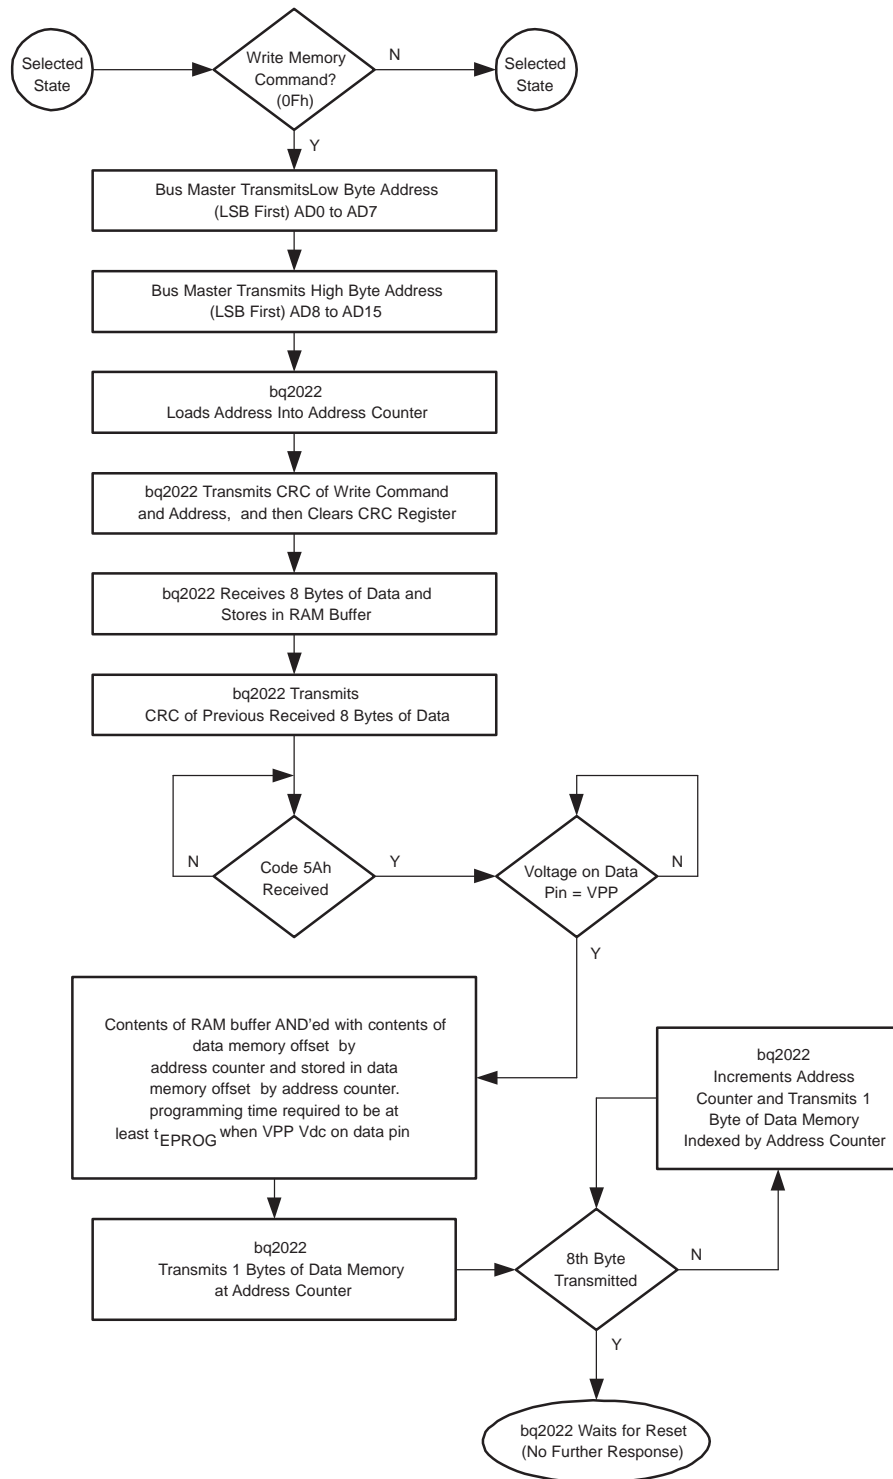 Selected
State
Write Memory
Command?
(0Fh)
N
Selected
State
Y
Bus Master TransmitsLow Byte Address
(LSB First) AD0 to AD7
Bus Master Transmits High Byte Address
(LSB First) AD8 to AD15
bq2022
Loads Address Into Address Counter
bq2022 Transmits CRC of Write Command
and Address, and then Clears CRC Register
bq2022 Receives 8 Bytes of Data and
Stores in RAM Buffer
bq2022 Transmits
CRC of Previous Received 8 Bytes of Data
N
Code 5Ah
Received
Y
Voltage on Data
Pin = VPP
N
Y
Contents of RAM buffer AND'ed with contents of
data memory offset by
address counter and stored in data
memory offset by address counter.
programming time required to be at
least tEPROG when VPP Vdc on data pin
bq2022
Increments Address
Counter and Transmits 1
Byte of Data Memory
Indexed by Address Counter
bq2022
Transmits 1 Bytes of Data Memory
at Address Counter
8th Byte
Transmitted
N
Y
bq2022 Waits for Reset
(No Further Response)